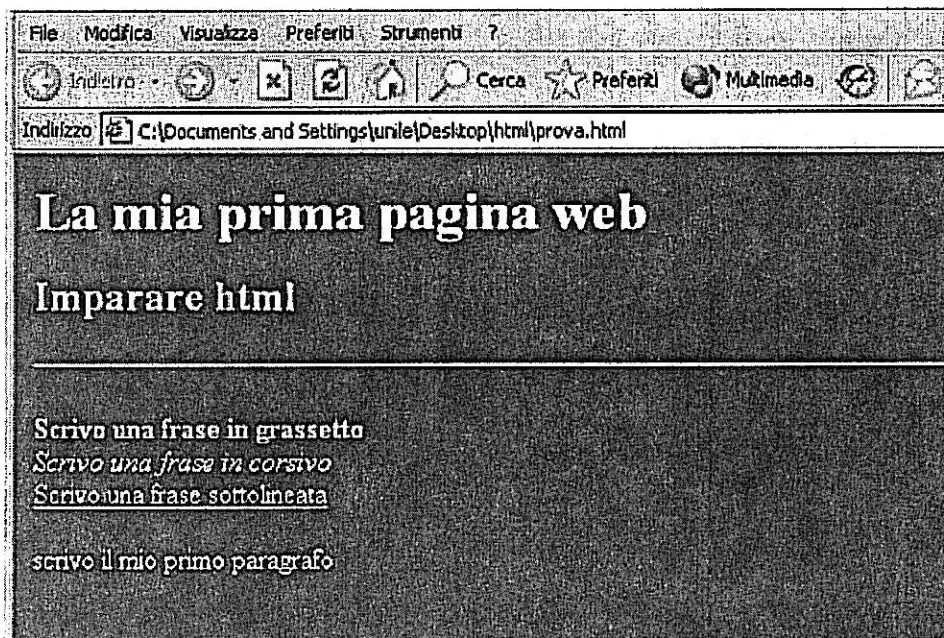 File Modifica Visualizza Preferiti Strumenti ?
Indietro Cerca Preferiti Multimedia
Indirizzo C:\Documents and Settings\unile\Desktop\html\prova.html
La mia prima pagina web
Imparare html
Scrivo una frase in grassetto
Scrivo una frase in corsivo
Scrivo una frase sottolineata
scrivo il mio primo paragrafo